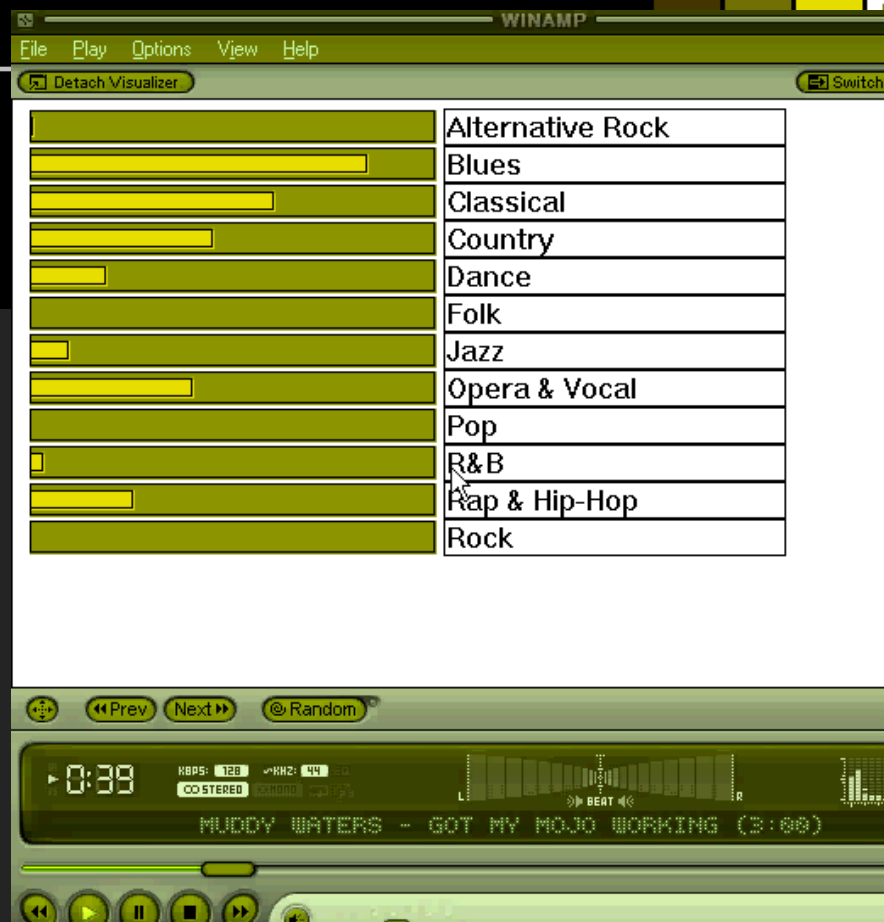 WINAMP
File Play Options View Help
Detach Visualizer Switch
Alternative Rock
Blues
Classical
Country
Dance
Folk
Jazz
Opera & Vocal
Pop
R&B
Rap & Hip-Hop
Rock
Prev Next Random
0:39 KBPS: 128 KHZ: 44 EQ
STEREO MONO
L R
BEAT
MUDDY WATERS - GOT MY MOJO WORKING (3:00)